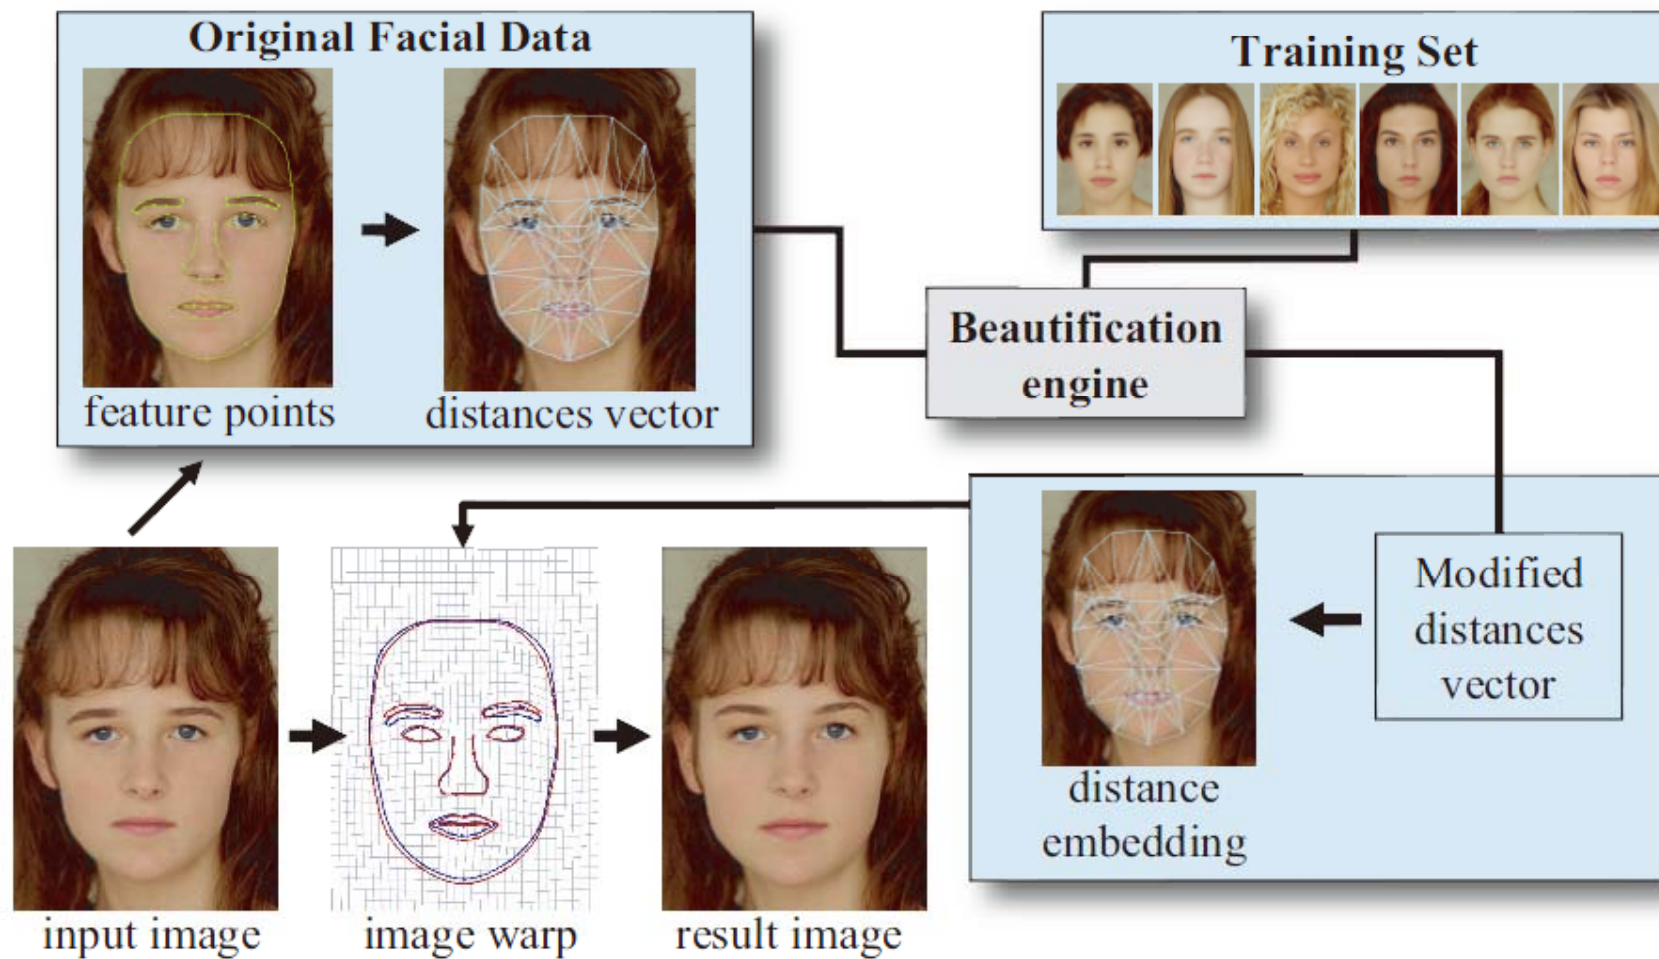 Original Facial Data
feature points
distances vector
Training Set
Beautification
engine
Modified
distances
vector
distance
embedding
input image
image warp
result image